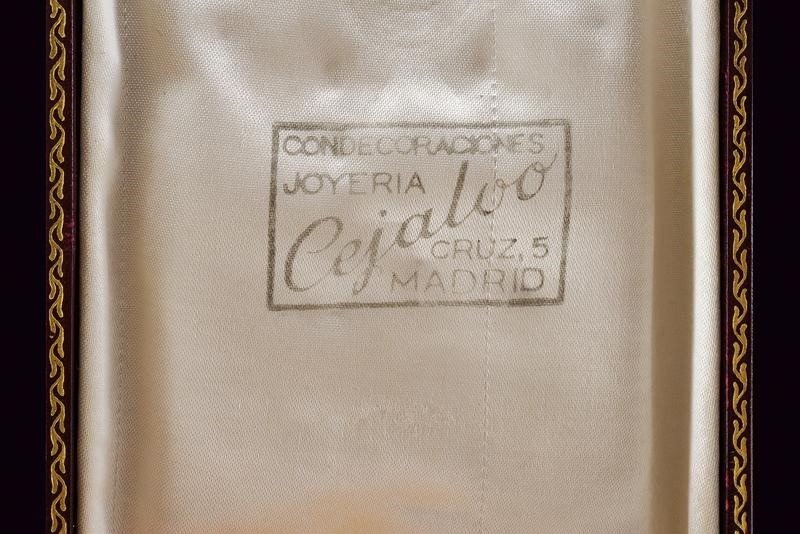 CONDECORACIONES
JOYERIA
Cejalvo
CRUZ, 5
MADRID